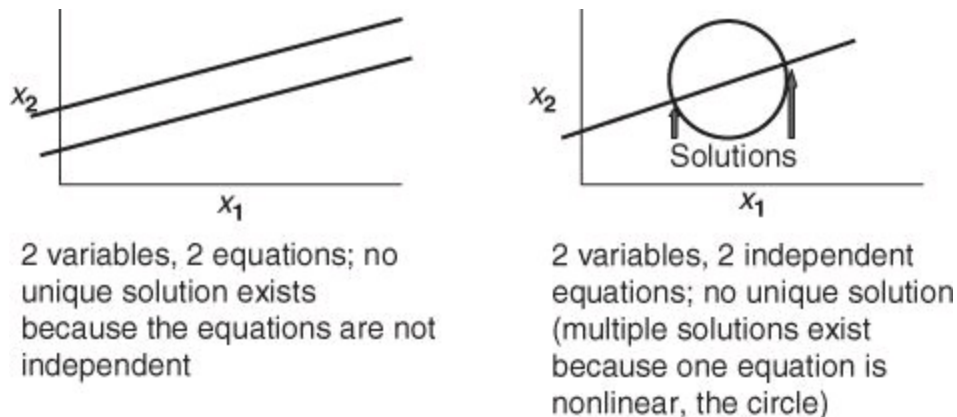 x₂
x₁
2 variables, 2 equations; no
unique solution exists
because the equations are not
independent
x₂
Solutions
x₁
2 variables, 2 independent
equations; no unique solution
(multiple solutions exist
because one equation is
nonlinear, the circle)